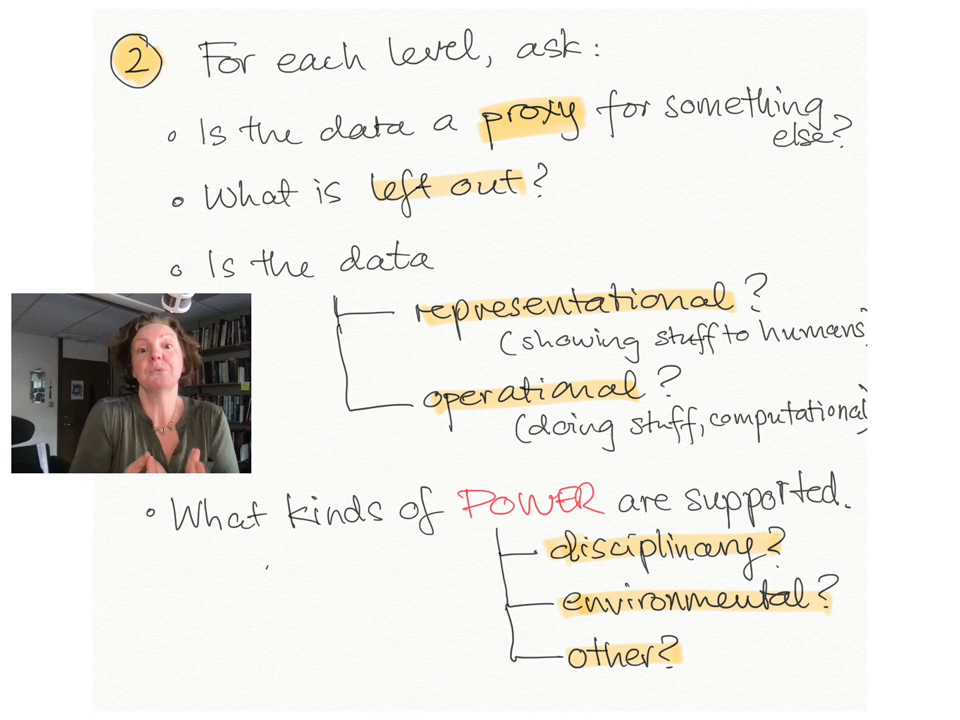 2 For each level, ask:
• Is the data a proxy for something
else?
• What is left out?
• Is the data
representational?
(showing stuff to humans)
operational?
(doing stuff, computational)
• What kinds of POWER are supported.
disciplinary?
environmental?
other?